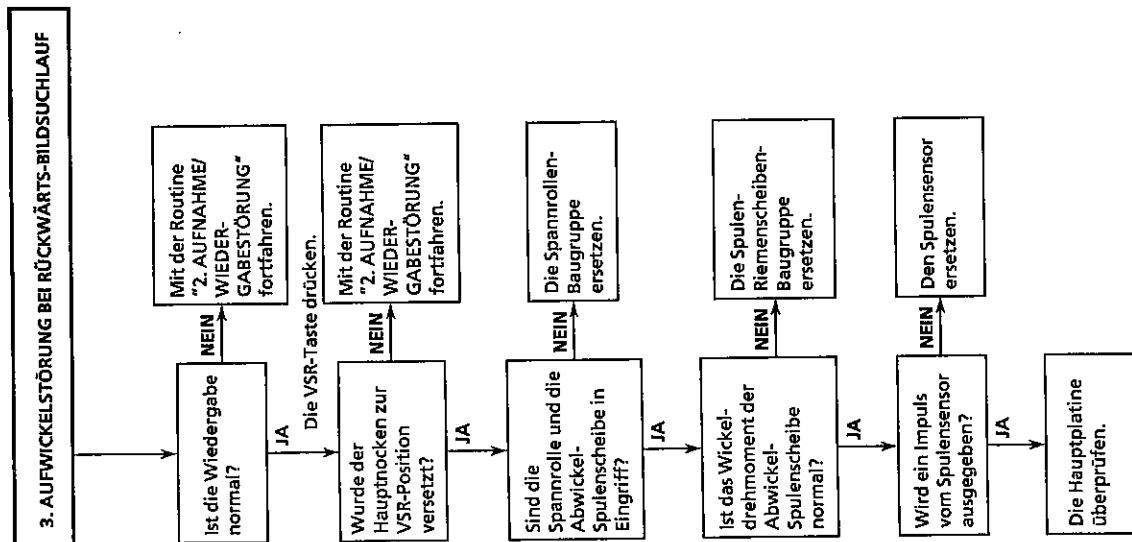 3. AUFWICKELSTÖRUNG BEI RÜCKWÄRTS-BILDSUCHLAUF
Ist die Wiedergabe
normal?
NEIN
Mit der Routine
"2. AUFNAHME/
WIEDER-
GABESTÖRUNG"
fortfahren.
JA
Die VSR-Taste drücken.
Wurde der
Hauptnocken zur
VSR-Position
versetzt?
NEIN
Mit der Routine
"2. AUFNAHME/
WIEDER-
GABESTÖRUNG"
fortfahren.
JA
Sind die
Spannrolle und die
Abwickel-
Spulenscheibe in
Eingriff?
NEIN
Die Spannrollen-
Baugruppe
ersetzen.
JA
Ist das Wickel-
drehmoment der
Abwickel-
Spulenscheibe
normal?
NEIN
Die Spulen-
Riemenscheiben-
Baugruppe
ersetzen.
JA
Wird ein Impuls
vom Spulensensor
ausgegeben?
NEIN
Den Spulensensor
ersetzen.
JA
Die Hauptplatine
überprüfen.